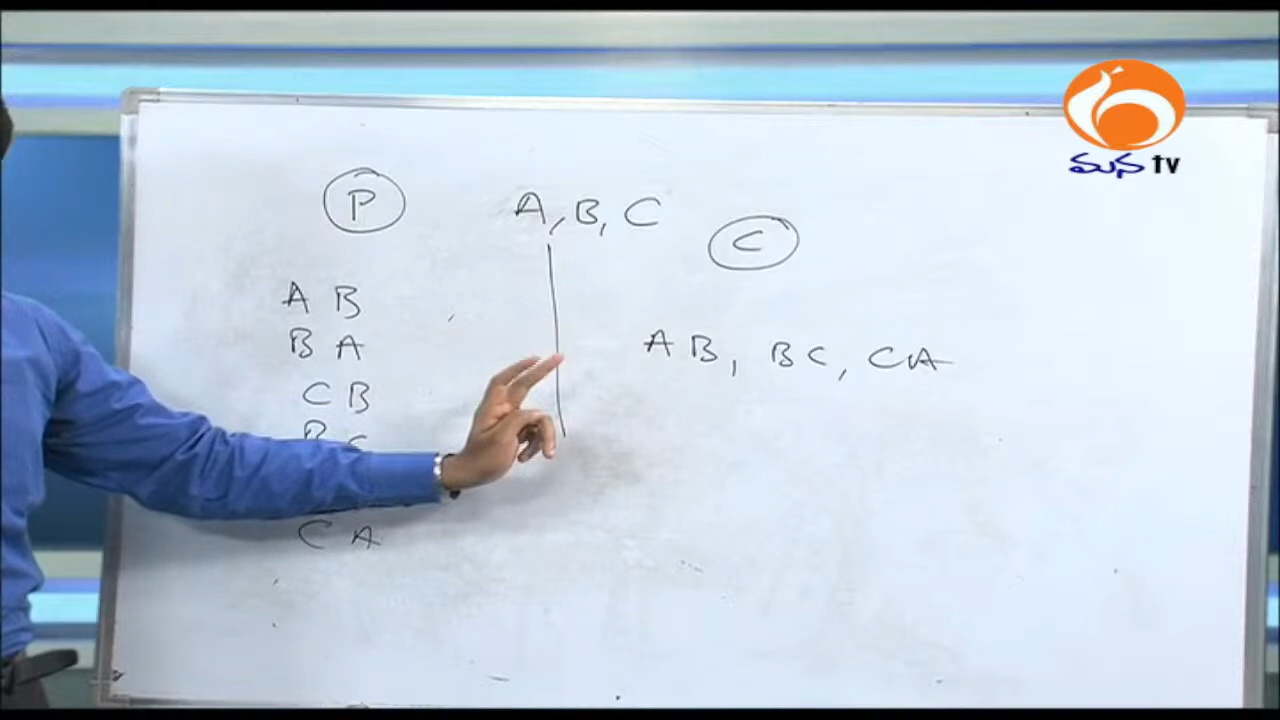 మన tv
P
A, B, C
C
A B
B A
A B, B C, C A
C B
B C
C A